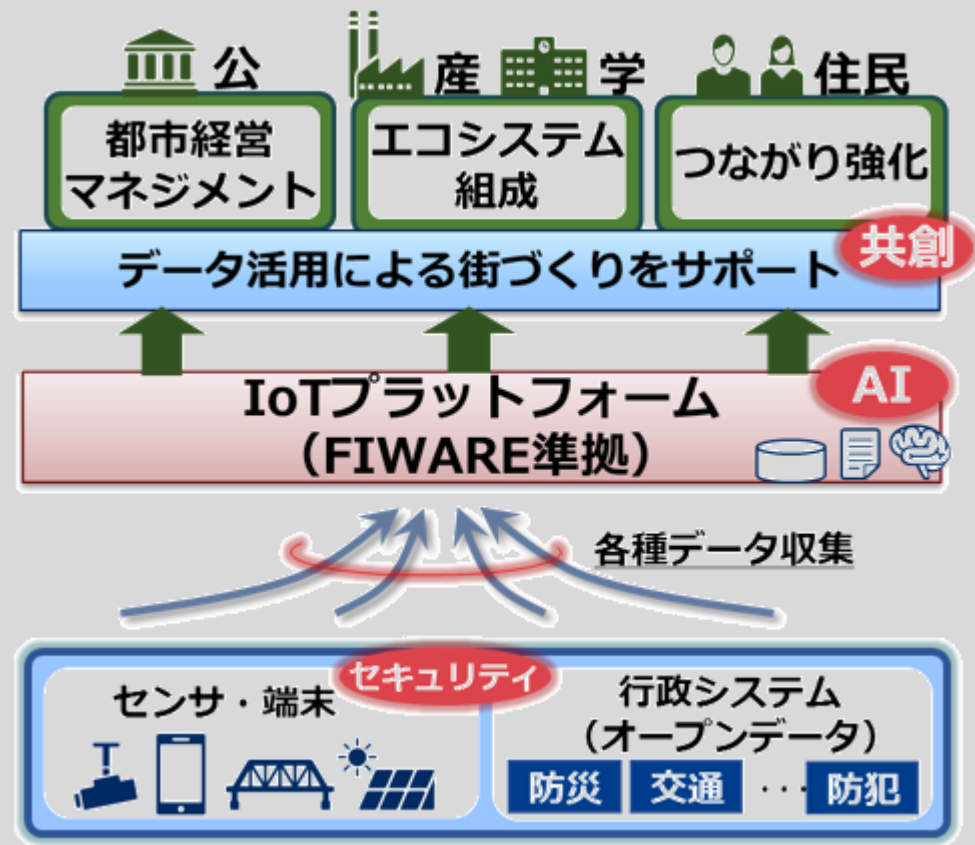 公
産
学
住民
都市経営
マネジメント
エコシステム
組成
つながり強化
共創
データ活用による街づくりをサポート
AI
IoTプラットフォーム
（FIWARE準拠）
各種データ収集
セキュリティ
センサ・端末
行政システム
（オープンデータ）
防災
交通
･･･
防犯